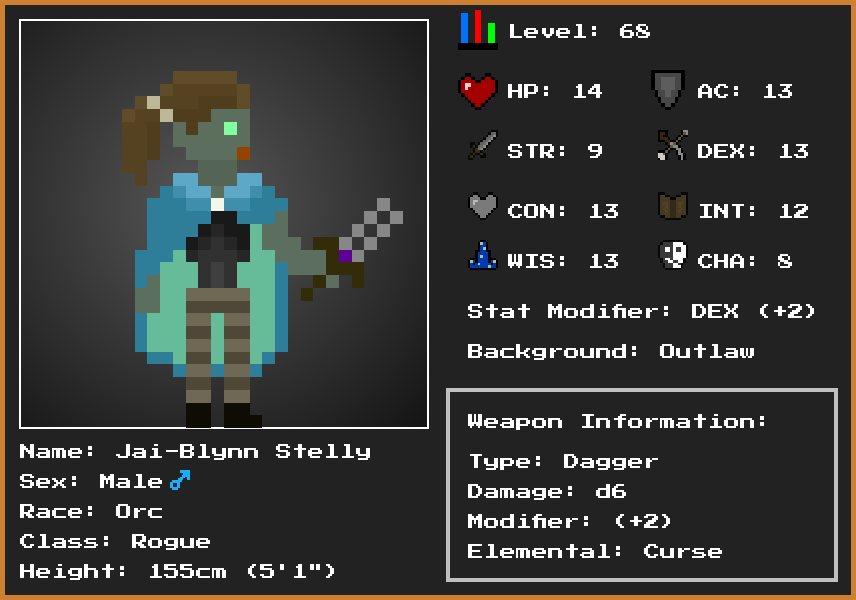 Level: 68
HP: 14
AC: 13
STR: 9
DEX: 13
CON: 13
INT: 12
WIS: 13
CHA: 8
Stat Modifier: DEX (+2)
Background: Outlaw
Weapon Information:
Type: Dagger
Damage: d6
Modifier: (+2)
Elemental: Curse
Name: Jai-Blynn Stelly
Sex: Male ♂
Race: Orc
Class: Rogue
Height: 155cm (5'1")